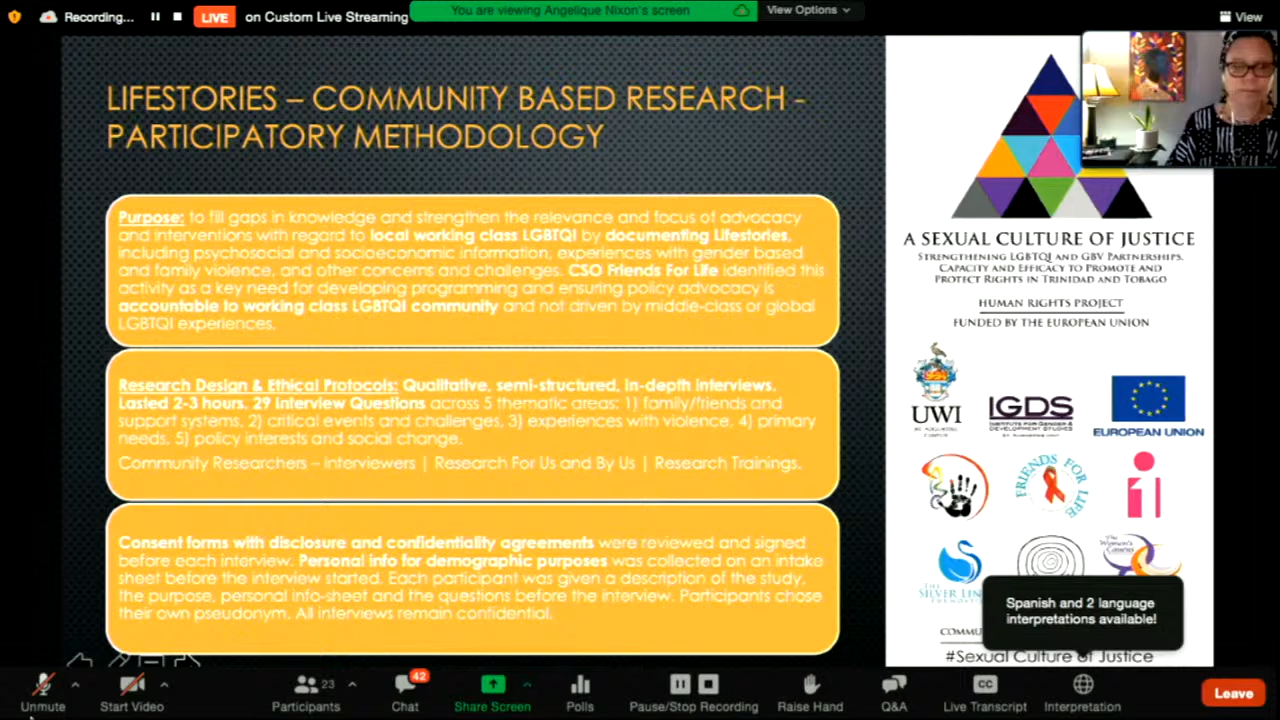 Recording...
LIVE
on Custom Live Streaming
You are viewing Angelique Nixon's screen
View Options
View
LIFESTORIES – COMMUNITY BASED RESEARCH -
PARTICIPATORY METHODOLOGY
Purpose: to fill gaps in knowledge and strengthen the relevance and focus of advocacy
and interventions with regard to local working class LGBTQI by documenting Lifestories,
including psychosocial and socioeconomic information, experiences with gender based
and family violence, and other concerns and challenges. CSO Friends For Life identified this
activity as a key need for developing programming and ensuring policy advocacy is
accountable to working class LGBTQI community and not driven by middle-class or global
LGBTQI experiences.
Research Design & Ethical Protocols: Qualitative, semi-structured, in-depth interviews.
Lasted 2-3 hours. 29 Interview Questions across 5 thematic areas: 1) family/friends and
support systems, 2) critical events and challenges, 3) experiences with violence, 4) primary
needs, 5) policy interests and social change.
Community Researchers – Interviewers | Research For Us and By Us | Research Trainings.
Consent forms with disclosure and confidentiality agreements were reviewed and signed
before each interview. Personal info for demographic purposes was collected on an intake
sheet before the interview started. Each participant was given a description of the study,
the purpose, personal info-sheet and the questions before the interview. Participants chose
their own pseudonym. All interviews remain confidential.
A SEXUAL CULTURE OF JUSTICE
STRENGTHENING LGBTQI AND GBV PARTNERSHIPS,
CAPACITY AND EFFICACY TO PROMOTE AND
PROTECT RIGHTS IN TRINIDAD AND TOBAGO
HUMAN RIGHTS PROJECT
FUNDED BY THE EUROPEAN UNION
UWI
IGDS
INSTITUTE FOR GENDER &
DEVELOPMENT STUDIES
EUROPEAN UNION
FRIENDS FOR LIFE
The Women's Caucus
THE
SILVER LIN
COMMU
Spanish and 2 language
interpretations available!
#Sexual Culture of Justice
Unmute
Start Video
23
Participants
42
Chat
Share Screen
Polls
Pause/Stop Recording
Raise Hand
Q&A
CC
Live Transcript
Interpretation
Leave